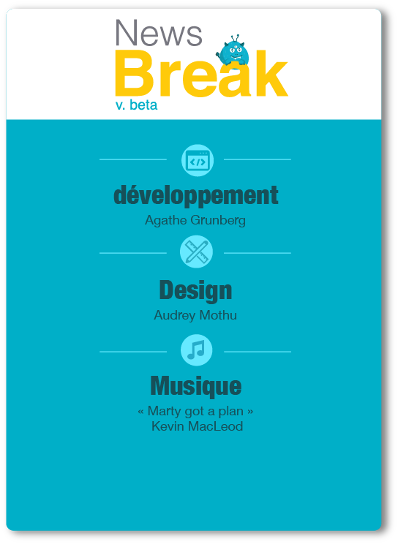 News
Break
v. beta
</>
développement
Agathe Grunberg
Design
Audrey Mothu
Musique
« Marty got a plan »
Kevin MacLeod